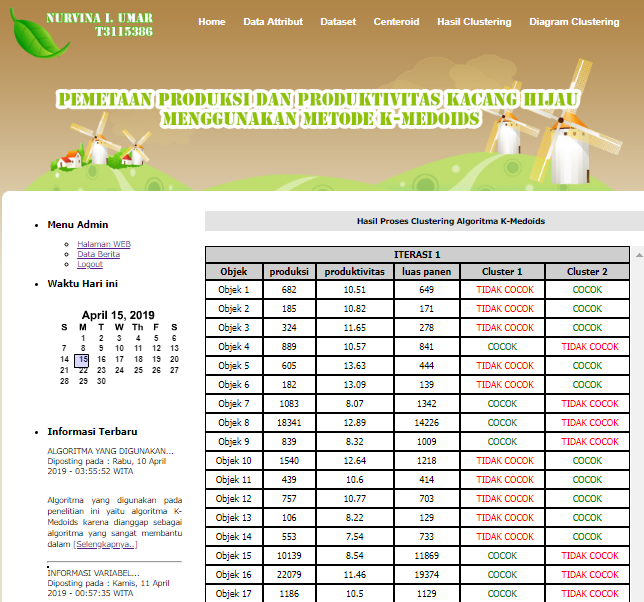 NURVINA I. UMAR
T3115386
Home Data Attribut Dataset Centeroid Hasil Clustering Diagram Clustering
PEMETAAN PRODUKSI DAN PRODUKTIVITAS KACANG HIJAU
MENGGUNAKAN METODE K-MEDOIDS
Menu Admin
Halaman WEB
Data Berita
Logout
Waktu Hari ini
April 15, 2019
S M T W Th F S
1 2 3 4 5 6
7 8 9 10 11 12 13
14 15 16 17 18 19 20
21 22 23 24 25 26 27
28 29 30
Informasi Terbaru
ALGORITMA YANG DIGUNAKAN...
Diposting pada : Rabu, 10 April
2019 - 03:55:52 WITA
Algoritma yang digunakan pada
penelitian ini yaitu algoritma K-
Medoids karena dianggap sebagai
algoritma yang sangat membantu
dalam [Selengkapnya..]
INFORMASI VARIABEL...
Diposting pada : Kamis, 11 April
2019 - 00:57:35 WITA
Hasil Proses Clustering Algoritma K-Medoids
ITERASI 1
Objek produksi produktivitas luas panen Cluster 1 Cluster 2
Objek 1 682 10.51 649 TIDAK COCOK COCOK
Objek 2 185 10.82 171 TIDAK COCOK COCOK
Objek 3 324 11.65 278 TIDAK COCOK COCOK
Objek 4 889 10.57 841 COCOK TIDAK COCOK
Objek 5 605 13.63 444 TIDAK COCOK COCOK
Objek 6 182 13.09 139 TIDAK COCOK COCOK
Objek 7 1083 8.07 1342 COCOK TIDAK COCOK
Objek 8 18341 12.89 14226 COCOK TIDAK COCOK
Objek 9 839 8.32 1009 COCOK TIDAK COCOK
Objek 10 1540 12.64 1218 TIDAK COCOK COCOK
Objek 11 439 10.6 414 TIDAK COCOK COCOK
Objek 12 757 10.77 703 TIDAK COCOK COCOK
Objek 13 106 8.22 129 TIDAK COCOK COCOK
Objek 14 553 7.54 733 TIDAK COCOK COCOK
Objek 15 10139 8.54 11869 COCOK TIDAK COCOK
Objek 16 22079 11.46 19374 COCOK TIDAK COCOK
Objek 17 1186 10.5 1129 COCOK TIDAK COCOK